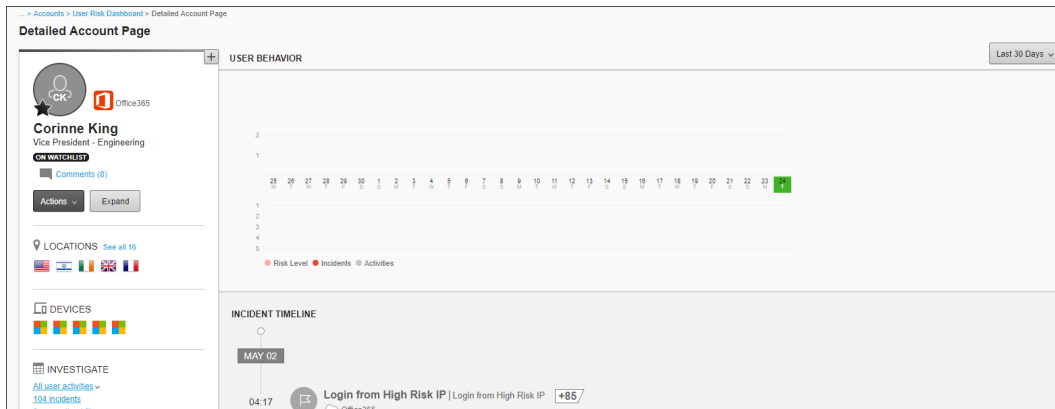 ... > Accounts > User Risk Dashboard > Detailed Account Page
Detailed Account Page
+
USER BEHAVIOR
Last 30 Days
CK
Office365
Corinne King
Vice President - Engineering
ON WATCHLIST
Comments (8)
Actions
Expand
LOCATIONS See all 16
DEVICES
INVESTIGATE
All user activities
104 incidents
2
1
25 26 27 28 29 30 1 2 3 4 5 6 7 8 9 10 11 12 13 14 15 16 17 18 19 20 21 22 23 24
M T W T F S S M T W T F S S M T W T F S S M T W T F S S M T
1
2
3
4
5
Risk Level Incidents Activities
INCIDENT TIMELINE
MAY 02
04:17
Login from High Risk IP | Login from High Risk IP +85
Office365